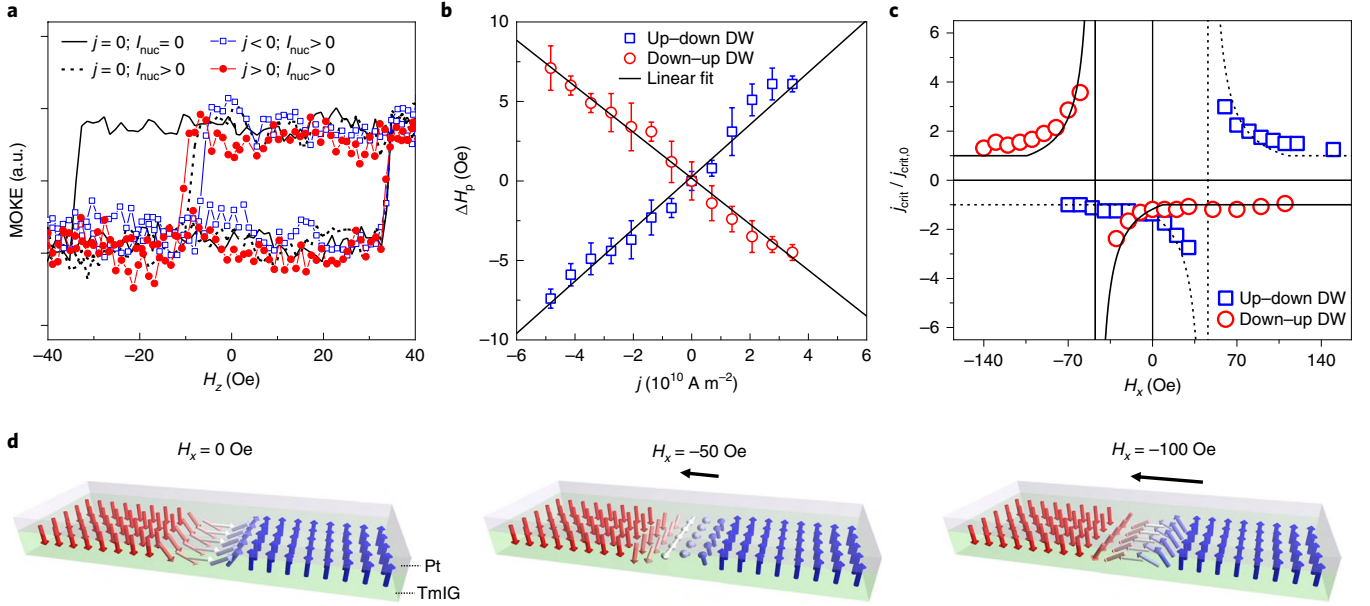 a
j = 0; I_nuc = 0
j < 0; I_nuc > 0
j = 0; I_nuc > 0
j > 0; I_nuc > 0
MOKE (a.u.)
−40 −20 0 20 40
H_z (Oe)
b
Up–down DW
Down–up DW
Linear fit
ΔH_p (Oe)
10
5
0
−5
−10
−6 −4 −2 0 2 4 6
j (10^10 A m^−2)
c
j_crit / j_crit,0
6
4
2
0
−2
−4
−6
Up–down DW
Down–up DW
−140 −70 0 70 140
H_x (Oe)
d
H_x = 0 Oe
H_x = −50 Oe
H_x = −100 Oe
Pt
TmIG